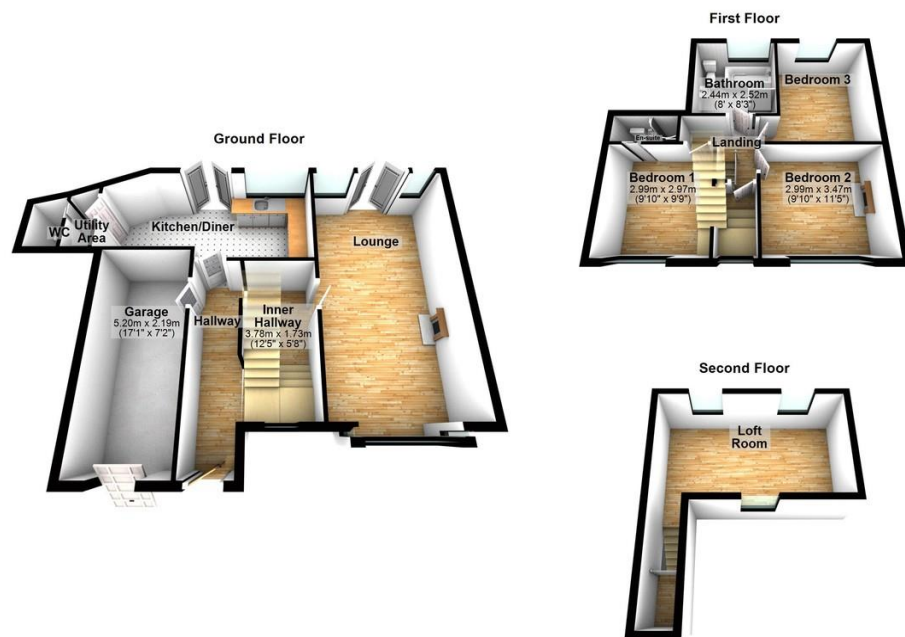 Ground Floor
WC
Utility
Area
Kitchen/Diner
Lounge
Garage
5.20m x 2.19m
(17'1" x 7'2")
Hallway
Inner
Hallway
3.78m x 1.73m
(12'5" x 5'8")
First Floor
Bathroom
2.44m x 2.52m
(8' x 8'3")
Bedroom 3
En-suite
Landing
Bedroom 1
2.99m x 2.97m
(9'10" x 9'9")
Bedroom 2
2.99m x 3.47m
(9'10" x 11'5")
Second Floor
Loft
Room